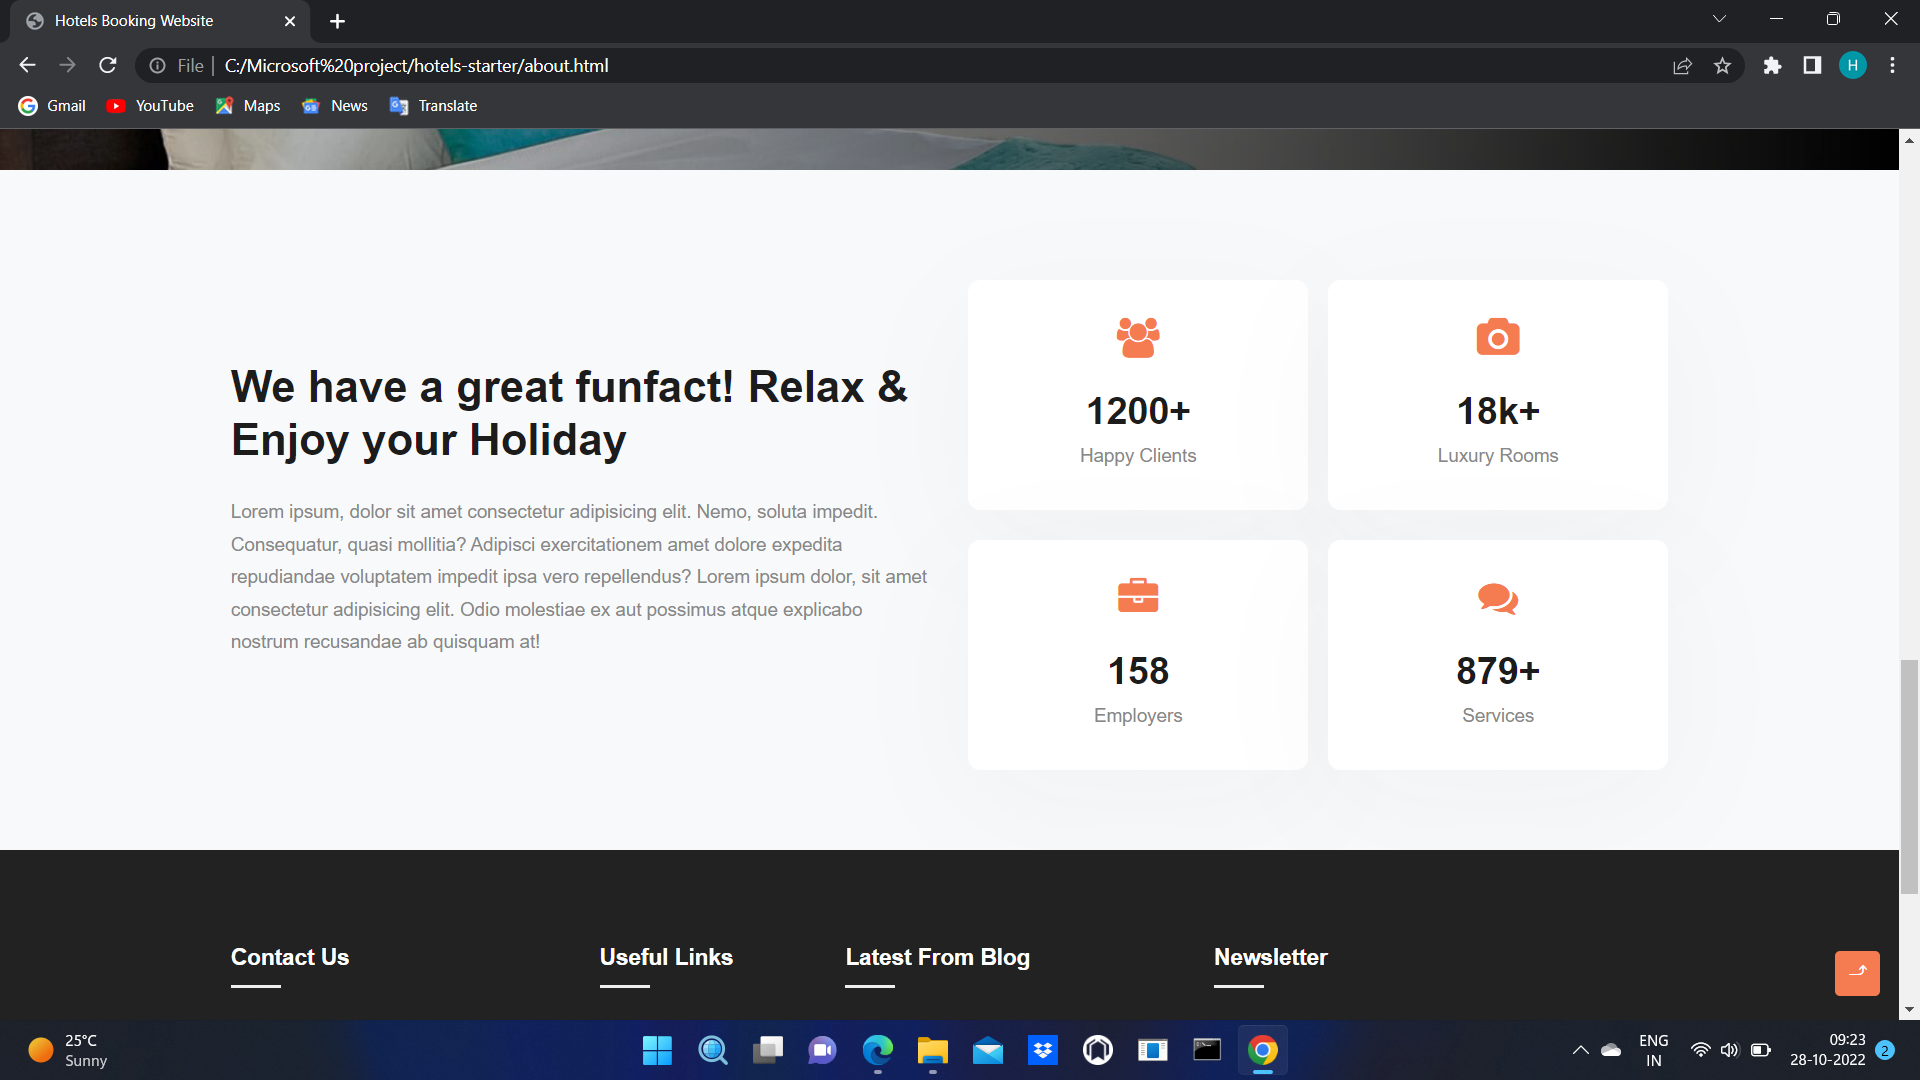 Hotels Booking Website
File
C:/Microsoft%20project/hotels-starter/about.html
H
Gmail
YouTube
Maps
News
Translate
We have a great funfact! Relax &
Enjoy your Holiday
Lorem ipsum, dolor sit amet consectetur adipisicing elit. Nemo, soluta impedit.
Consequatur, quasi mollitia? Adipisci exercitationem amet dolore expedita
repudiandae voluptatem impedit ipsa vero repellendus? Lorem ipsum dolor, sit amet
consectetur adipisicing elit. Odio molestiae ex aut possimus atque explicabo
nostrum recusandae ab quisquam at!
1200+
Happy Clients
18k+
Luxury Rooms
158
Employers
879+
Services
Contact Us
Useful Links
Latest From Blog
Newsletter
25°C
Sunny
ENG
IN
09:23
28-10-2022
2